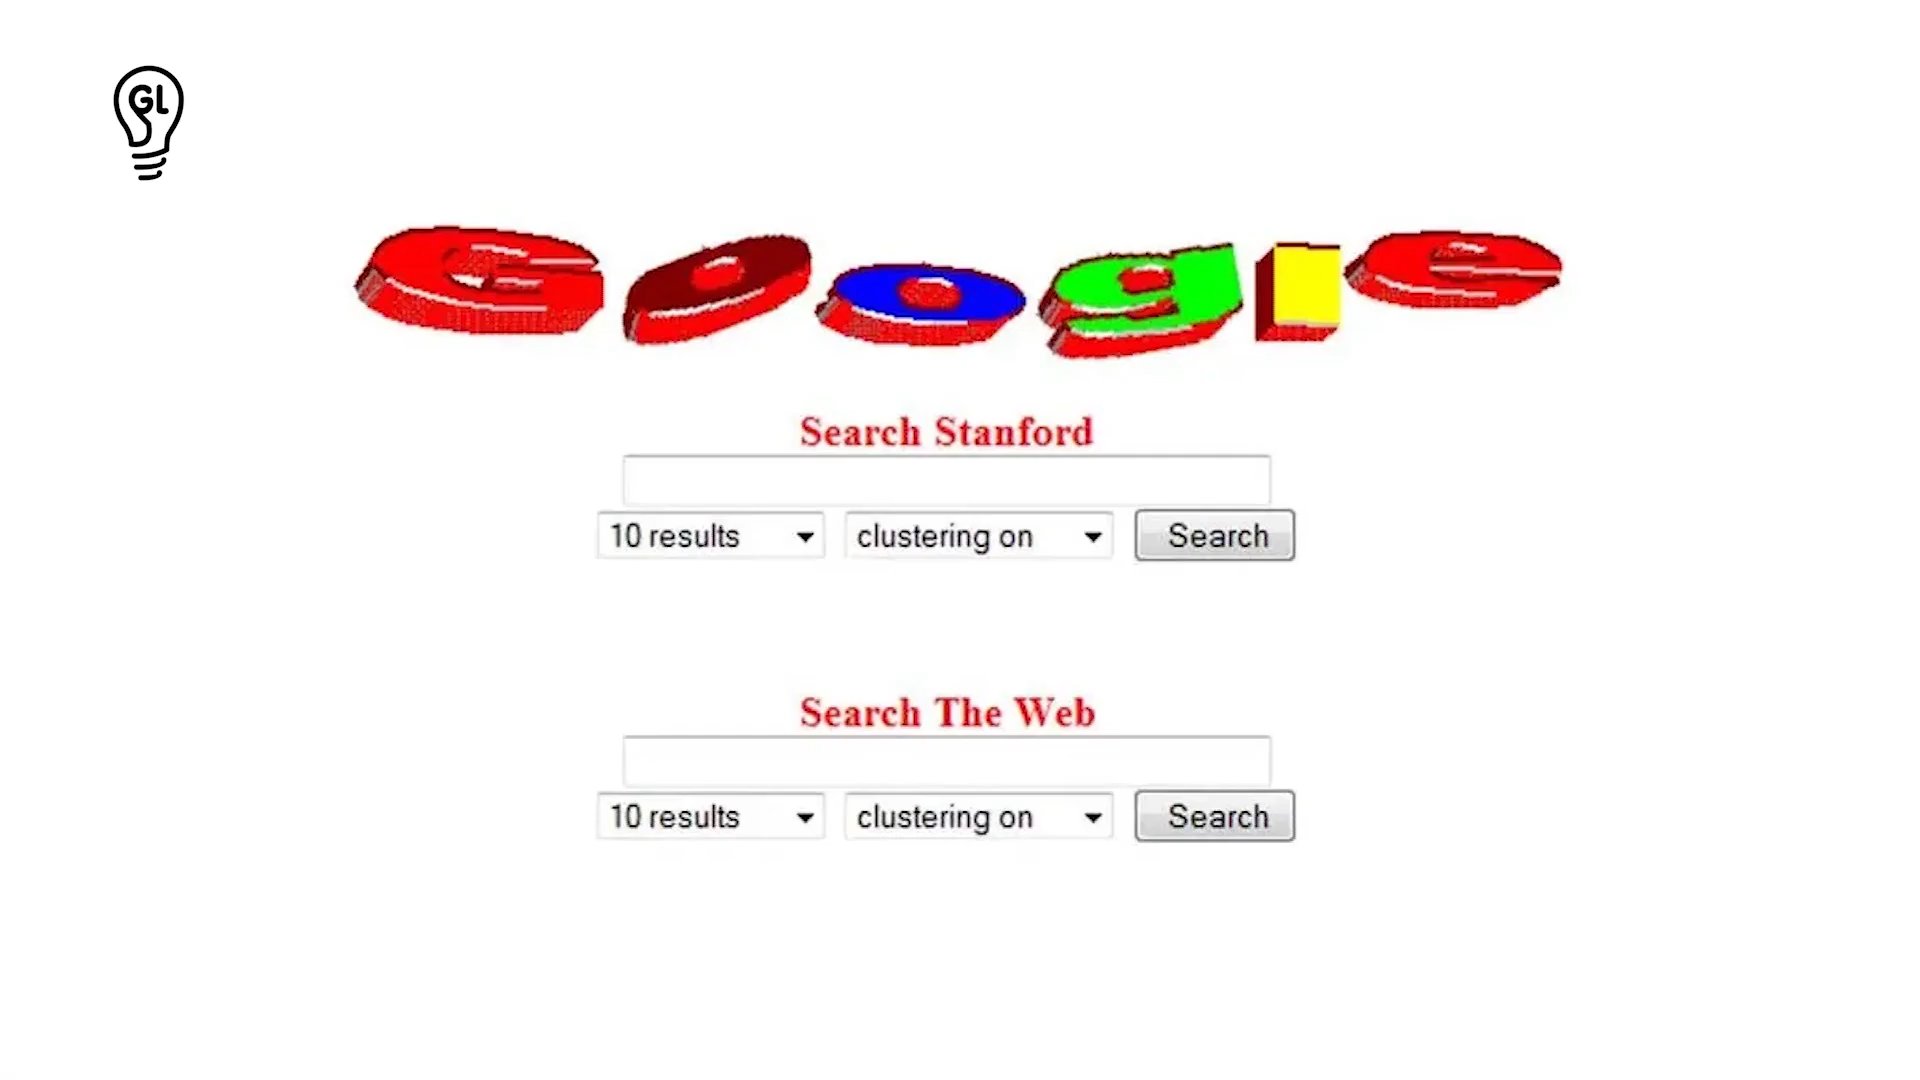 GL
Google
Search Stanford
10 results clustering on Search
Search The Web
10 results clustering on Search